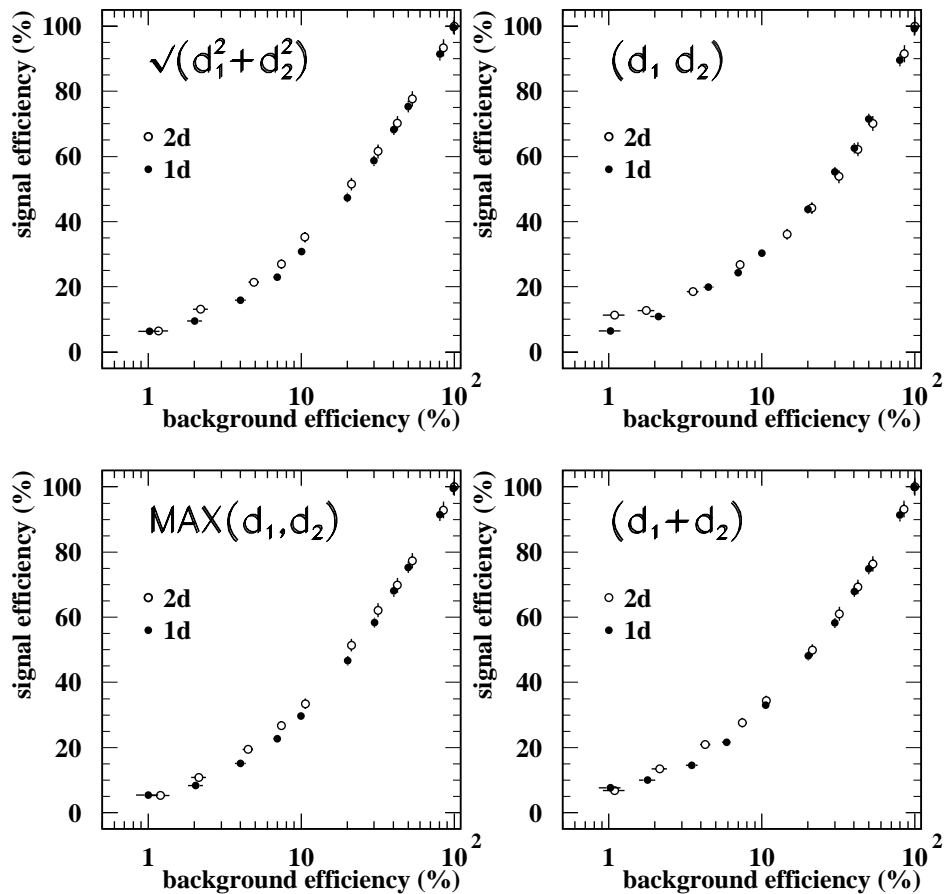 signal efficiency (%)
100
80
60
40
20
0
√(d₁²+d₂²)
2d
1d
1
10
10²
background efficiency (%)
signal efficiency (%)
100
80
60
40
20
0
(d₁ d₂)
2d
1d
1
10
10²
background efficiency (%)
signal efficiency (%)
100
80
60
40
20
0
MAX(d₁,d₂)
2d
1d
1
10
10²
background efficiency (%)
signal efficiency (%)
100
80
60
40
20
0
(d₁+d₂)
2d
1d
1
10
10²
background efficiency (%)